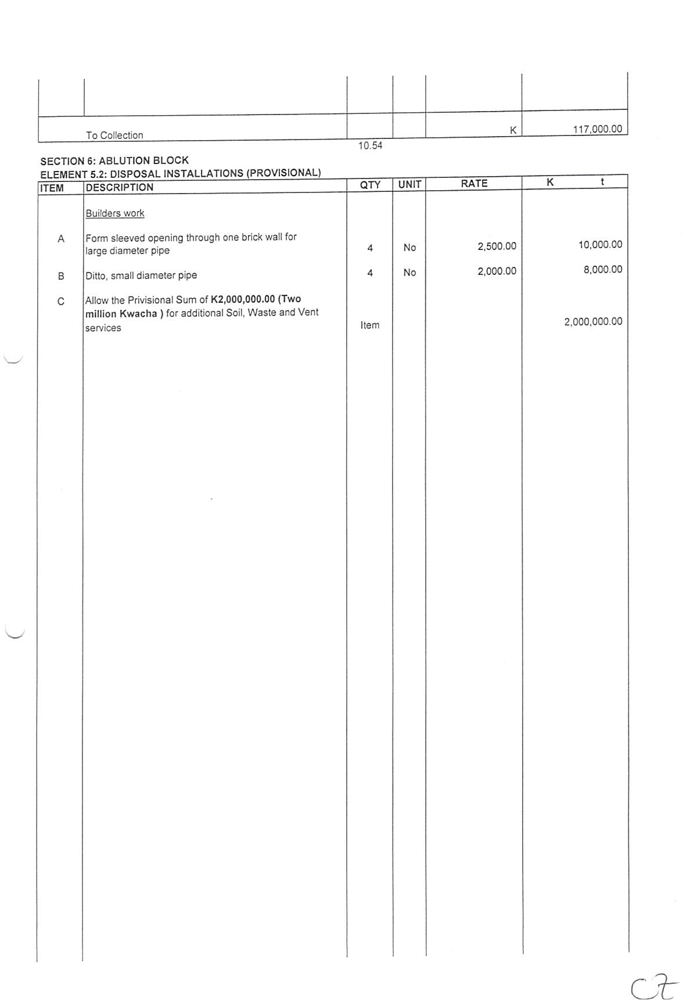 To Collection K 117,000.00
10.54
SECTION 6: ABLUTION BLOCK
ELEMENT 5.2: DISPOSAL INSTALLATIONS (PROVISIONAL)
ITEM DESCRIPTION QTY UNIT RATE K t
Builders work
A Form sleeved opening through one brick wall for
large diameter pipe 4 No 2,500.00 10,000.00
B Ditto, small diameter pipe 4 No 2,000.00 8,000.00
C Allow the Privisional Sum of K2,000,000.00 (Two
million Kwacha ) for additional Soil, Waste and Vent
services Item 2,000,000.00